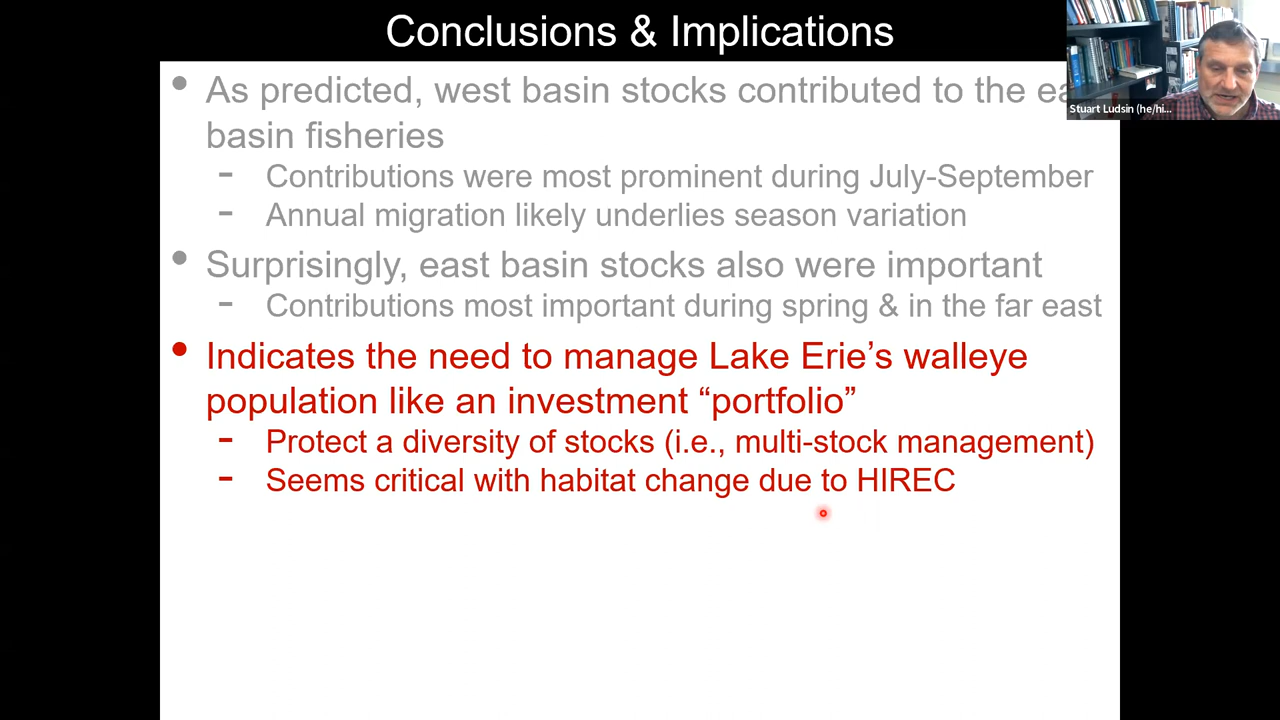 Conclusions & Implications
Stuart Ludsin (he/hi...
• As predicted, west basin stocks contributed to the ea
basin fisheries
- Contributions were most prominent during July-September
- Annual migration likely underlies season variation
• Surprisingly, east basin stocks also were important
- Contributions most important during spring & in the far east
• Indicates the need to manage Lake Erie’s walleye
population like an investment “portfolio”
- Protect a diversity of stocks (i.e., multi-stock management)
- Seems critical with habitat change due to HIREC